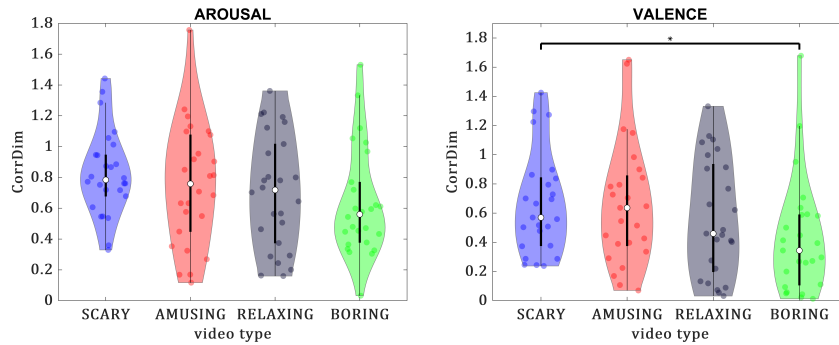 AROUSAL
CorrDim
1.8
1.6
1.4
1.2
1
0.8
0.6
0.4
0.2
0
SCARY AMUSING RELAXING BORING
video type
VALENCE
*
CorrDim
1.8
1.6
1.4
1.2
1
0.8
0.6
0.4
0.2
0
SCARY AMUSING RELAXING BORING
video type